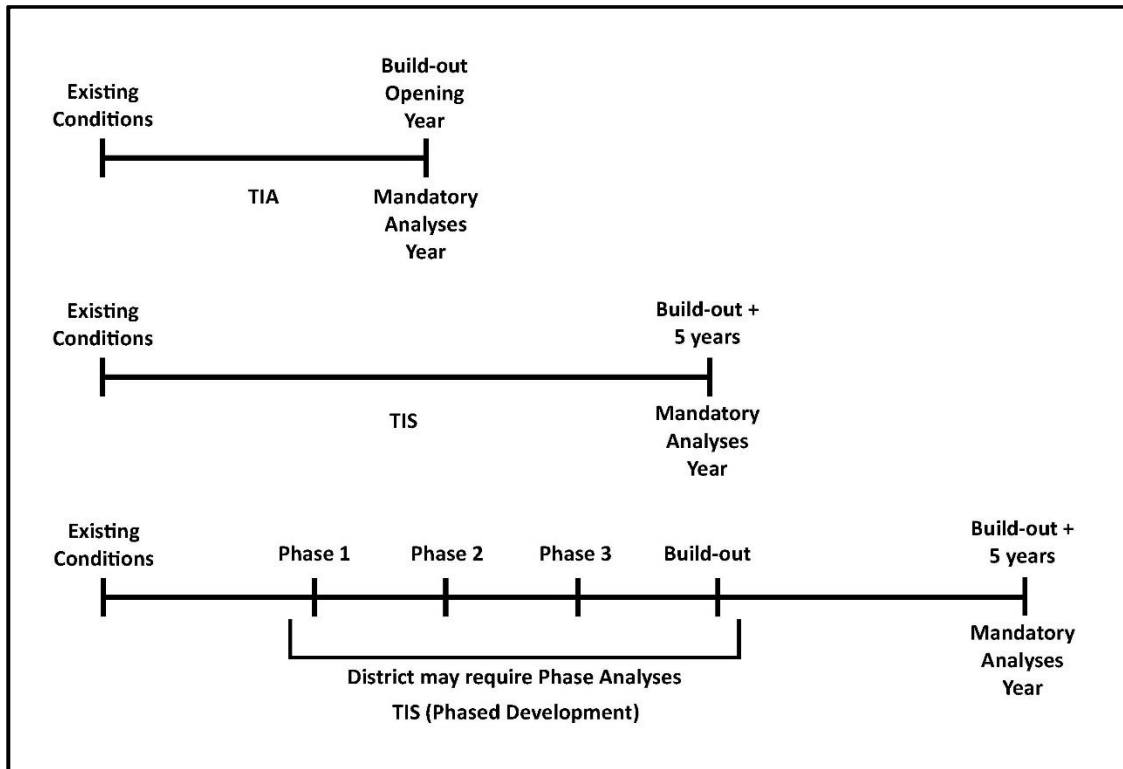 Existing
Conditions
Build-out
Opening
Year
TIA
Mandatory
Analyses
Year
Existing
Conditions
Build-out +
5 years
TIS
Mandatory
Analyses
Year
Existing
Conditions
Phase 1
Phase 2
Phase 3
Build-out
Build-out +
5 years
District may require Phase Analyses
TIS (Phased Development)
Mandatory
Analyses
Year